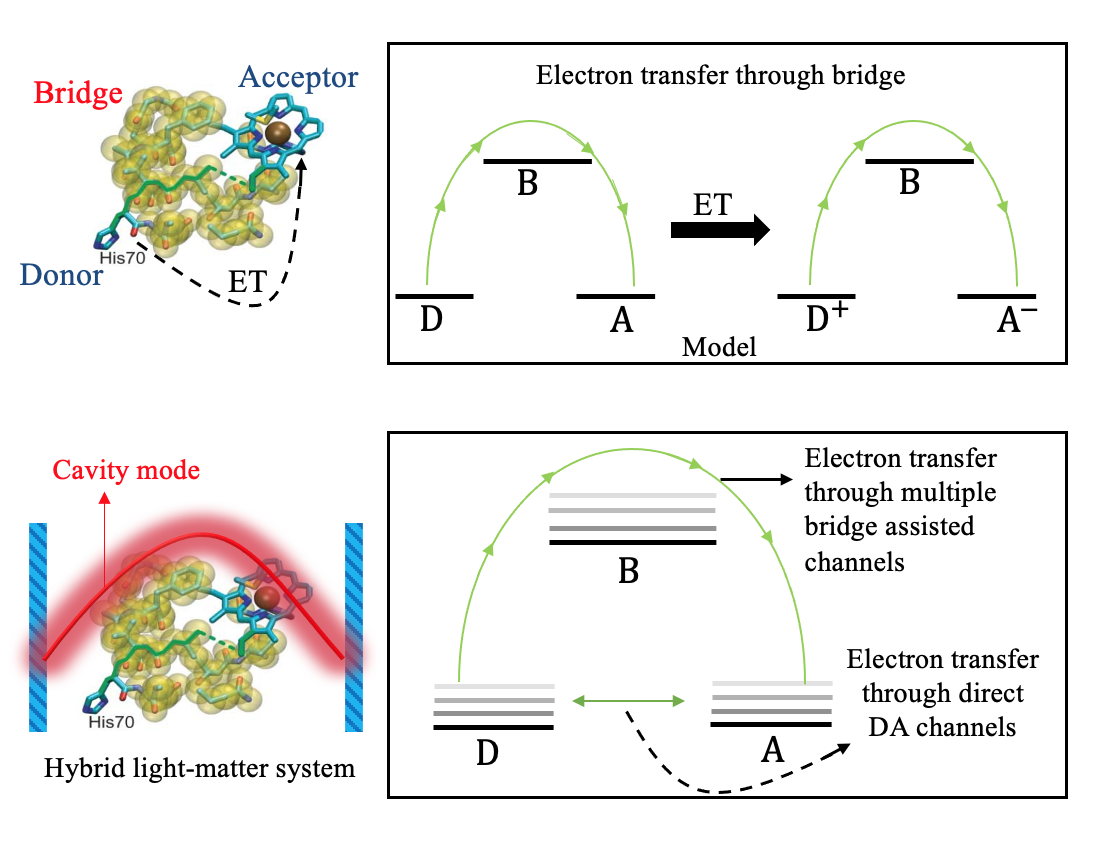 Bridge
Acceptor
His70
Donor
ET
Electron transfer through bridge
B
D
A
ET
B
D+
A−
Model
Cavity mode
His70
Hybrid light-matter system
Electron transfer
through multiple
bridge assisted
channels
B
D
A
Electron transfer
through direct
DA channels